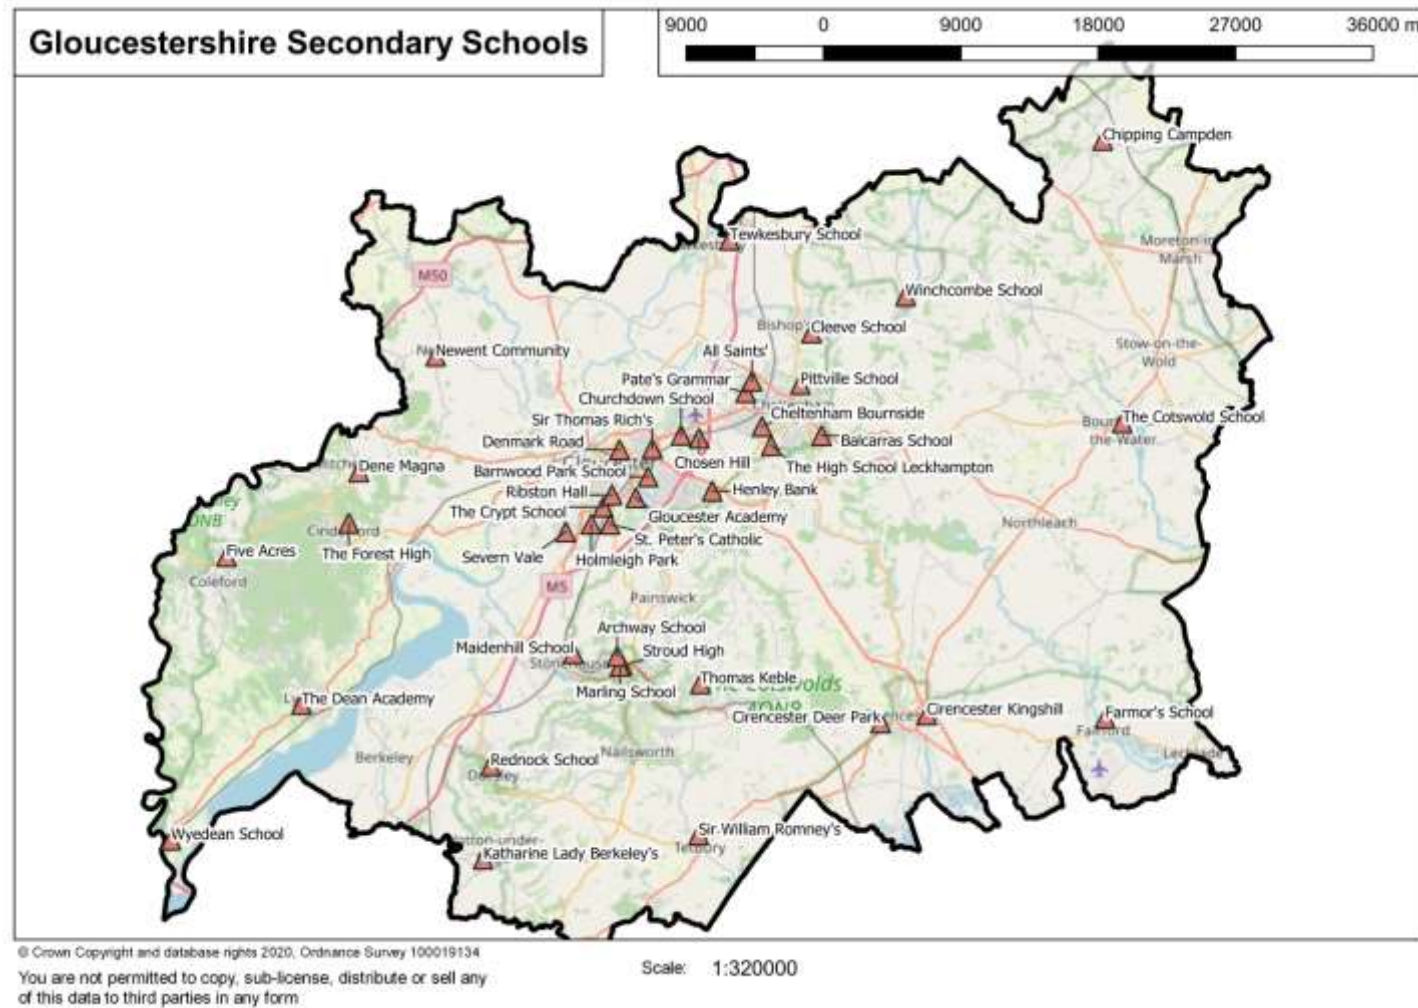 Gloucestershire Secondary Schools
9000 0 9000 18000 27000 36000 m
Chipping Campden
Tewkesbury School
Moreton-in
Marsh
M50
Winchcombe School
Bishop's
Cleeve School
Stow-on-the-
Wold
All Saints'
Newent Community
Pate's Grammar
Pittville School
Churchdown School
Cheltenham Bournside
Sir Thomas Rich's
The Cotswold School
the-Water
Denmark Road
Balcarras School
Chosen Hill
Dene Magna
Barnwood Park School
The High School Leckhampton
Ribston Hall
Henley Bank
The Crypt School
Gloucester Academy
Northleach
St. Peter's Catholic
Five Acres
The Forest High
Severn Vale
Holmleigh Park
Coleford
M5
Painswick
Archway School
Maidenhill School
Stroud High
Thomas Keble
Marling School
The Dean Academy
Cirencester Deer Park
Cirencester Kingshill
Farmor's School
Fairford
Nailsworth
Berkeley
Rednock School
Lechlade
Wyedean School
Sir William Romney's
Tetbury
otton-under-
Katharine Lady Berkeley's
© Crown Copyright and database rights 2020, Ordnance Survey 100019134
Scale: 1:320000
You are not permitted to copy, sub-license, distribute or sell any
of this data to third parties in any form